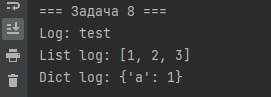 === Задача 8 ===
Log: test
List log: [1, 2, 3]
Dict log: {'a': 1}